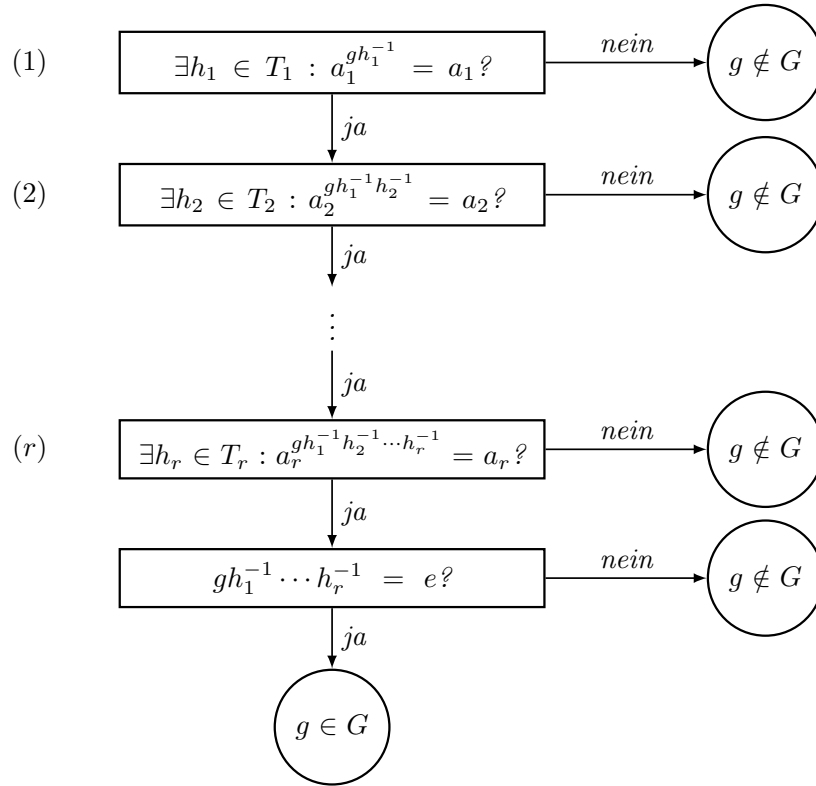 (1) ∃h₁ ∈ T₁ : a₁^{gh₁⁻¹} = a₁? nein g ∉ G
ja
(2) ∃h₂ ∈ T₂ : a₂^{gh₁⁻¹h₂⁻¹} = a₂? nein g ∉ G
ja
⋮
ja
(r) ∃hᵣ ∈ Tᵣ : aᵣ^{gh₁⁻¹h₂⁻¹⋯hᵣ⁻¹} = aᵣ? nein g ∉ G
ja
gh₁⁻¹ ⋯ hᵣ⁻¹ = e? nein g ∉ G
ja
g ∈ G